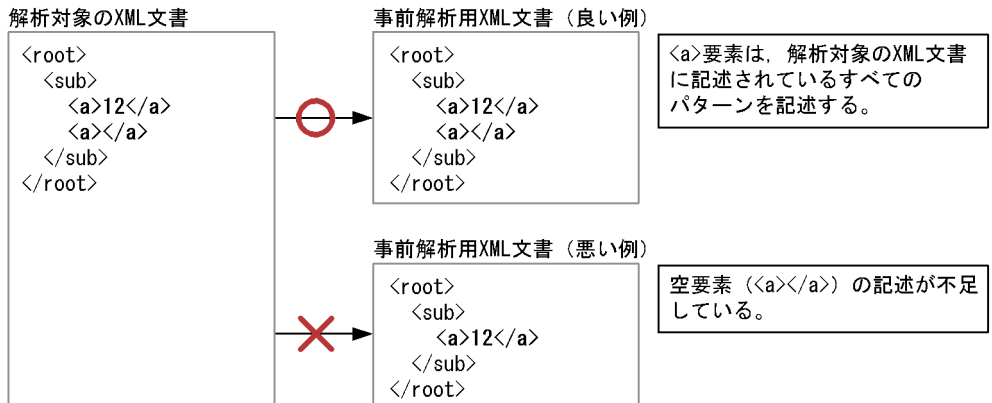 解析対象のXML文書
<root>
  <sub>
    <a>12</a>
    <a></a>
  </sub>
</root>
事前解析用XML文書（良い例）
<root>
  <sub>
    <a>12</a>
    <a></a>
  </sub>
</root>
<a>要素は，解析対象のXML文書
に記述されているすべての
パターンを記述する。
事前解析用XML文書（悪い例）
<root>
  <sub>
    <a>12</a>
  </sub>
</root>
空要素（<a></a>）の記述が不足
している。